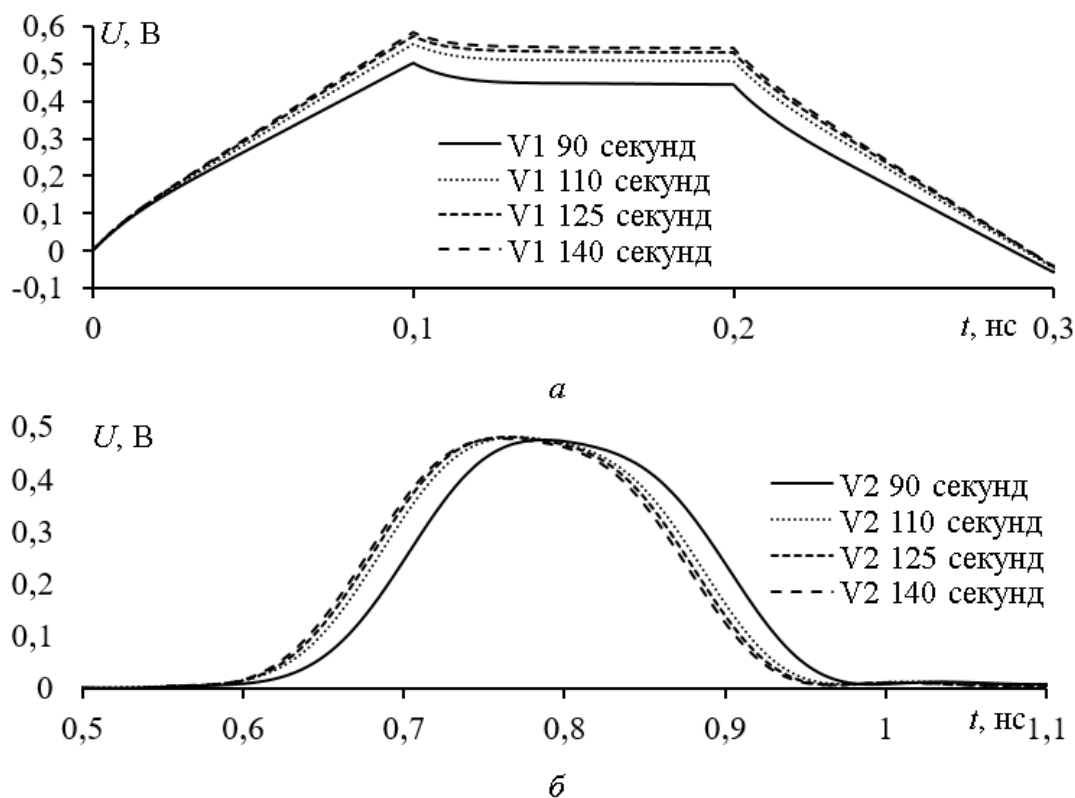 0,6
U, В
0,5
0,4
0,3
0,2
0,1
0
-0,1
V1 90 секунд
V1 110 секунд
V1 125 секунд
V1 140 секунд
0
0,1
0,2
t, нс
0,3
а
0,5
U, В
0,4
0,3
0,2
0,1
0
V2 90 секунд
V2 110 секунд
V2 125 секунд
V2 140 секунд
0,5
0,6
0,7
0,8
0,9
1
t, нс
1,1
б